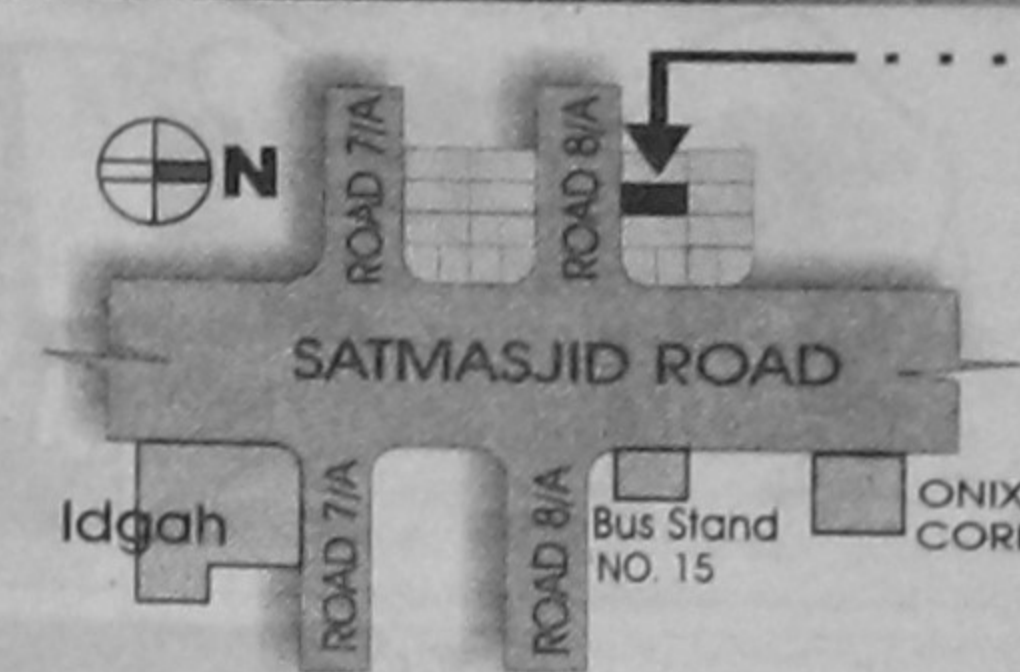 ROAD 7/A
ROAD 8/A
N
SATMASJID ROAD
Idgah
ROAD 7/A
ROAD 8/A
Bus Stand
NO. 15
ONIX